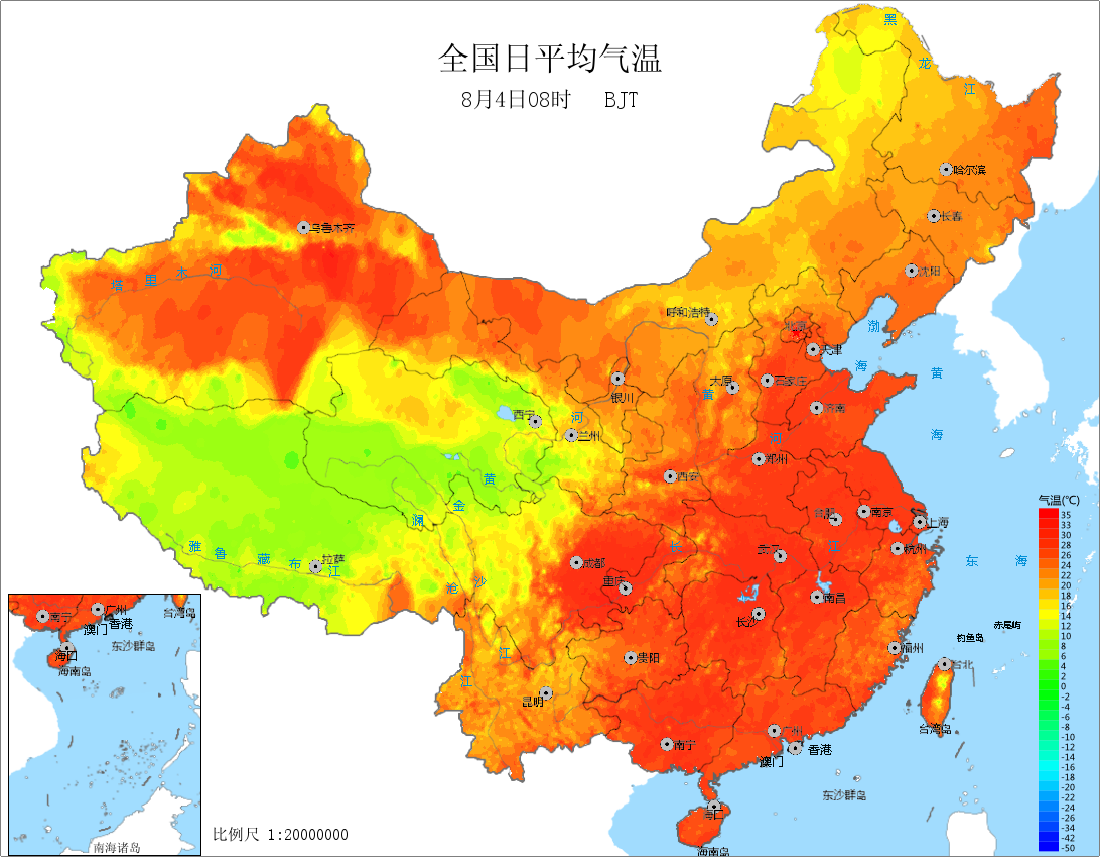 全国日平均气温
8月4日08时 BJT
黑
龙
江
哈尔滨
长春
沈阳
乌鲁木齐
塔 里 木 河
呼和浩特
北京
天津
渤
海
黄
海
太原
石家庄
银川
黄
济南
西宁
河
兰州
郑州
西安
黄
金
澜
合肥
南京
上海
杭州
雅 鲁 藏 布 江
拉萨
成都
重庆
长
江
沧
沙
东 海
南昌
长沙
赤尾屿
钓鱼岛
贵阳
福州
江
江
昆明
台北
台湾岛
南宁
广州
香港
澳门
东沙群岛
海口
海南岛
南宁
广州
香港
澳门
台湾岛
东沙群岛
海口
海南岛
南海诸岛
比例尺 1:20000000
气温(℃)
35
33
30
28
26
24
22
20
18
16
14
12
10
8
6
4
2
0
-2
-4
-6
-8
-10
-12
-14
-16
-18
-20
-22
-24
-26
-34
-42
-50